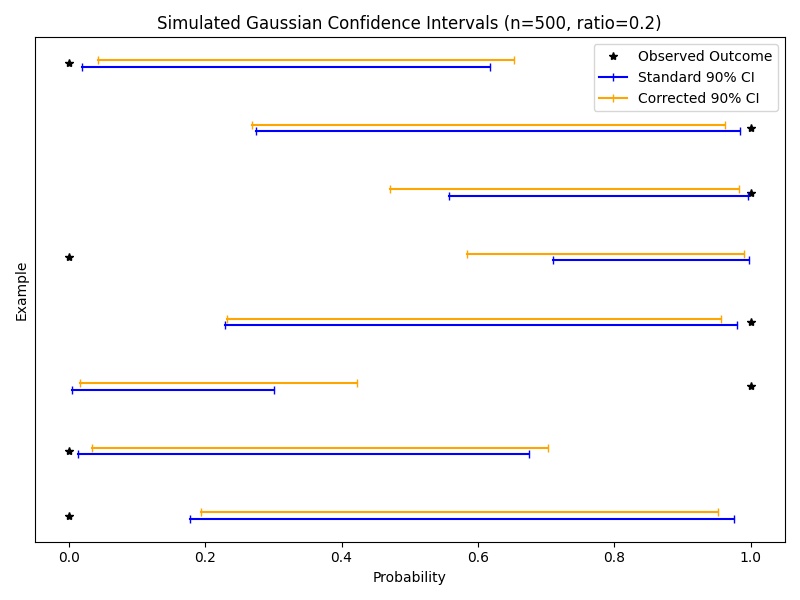 Simulated Gaussian Confidence Intervals (n=500, ratio=0.2)
Observed Outcome
Standard 90% CI
Corrected 90% CI
Example
0.0 0.2 0.4 0.6 0.8 1.0
Probability